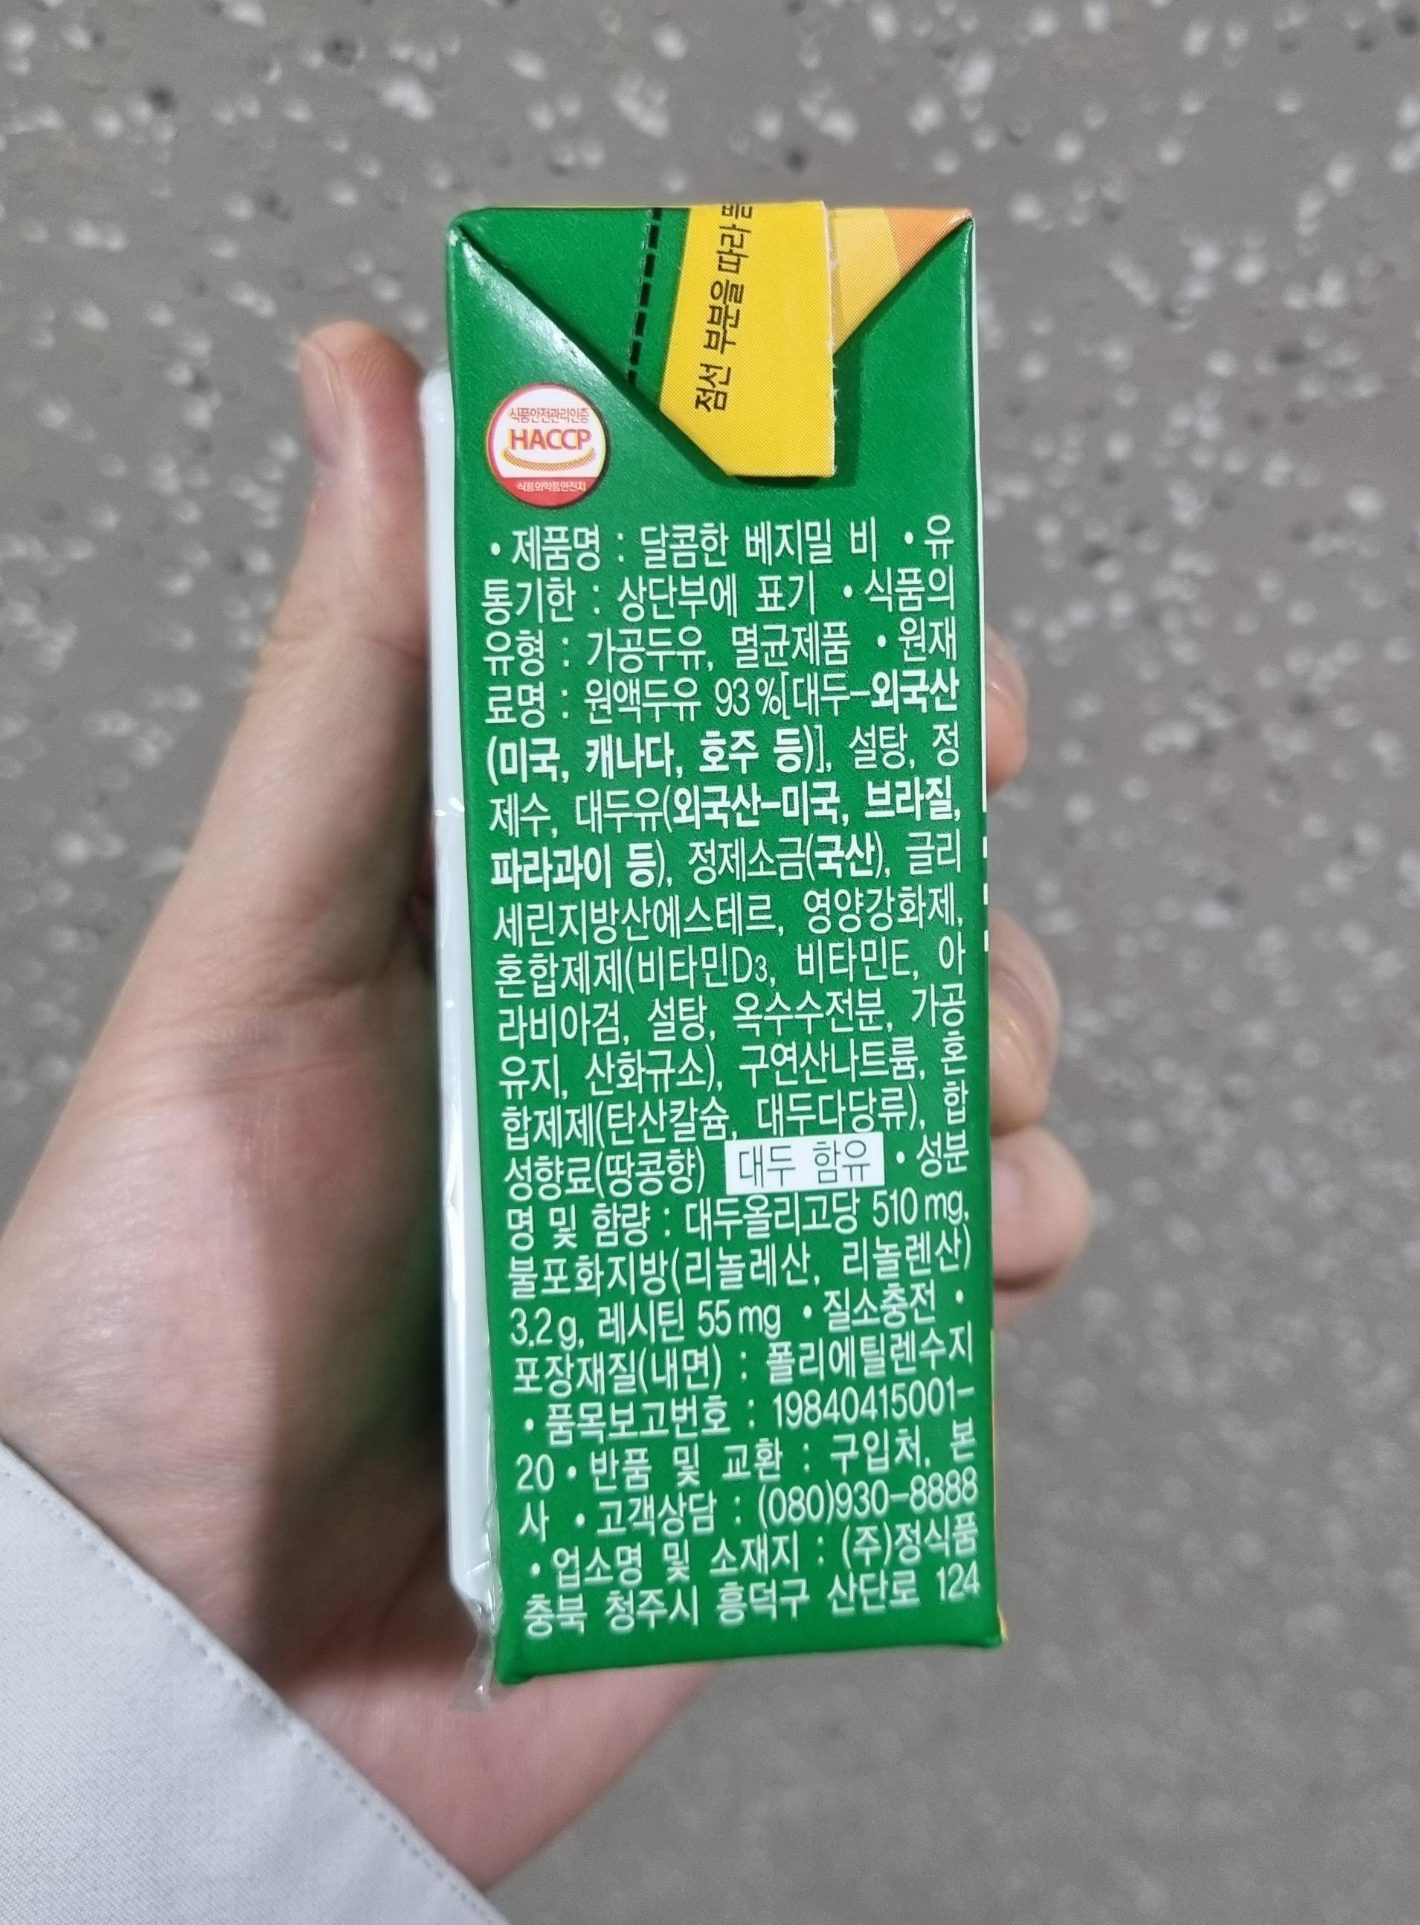 점선 부분을 따라
식품안전관리인증
HACCP
식품의약품안전처
• 제품명 : 달콤한 베지밀 비 • 유
통기한 : 상단부에 표기 • 식품의
유형 : 가공두유, 멸균제품 • 원재
료명 : 원액두유 93%[대두-외국산
(미국, 캐나다, 호주 등)], 설탕, 정
제수, 대두유(외국산-미국, 브라질,
파라과이 등), 정제소금(국산), 글리
세린지방산에스테르, 영양강화제,
혼합제제(비타민D3, 비타민E, 아
라비아검, 설탕, 옥수수전분, 가공
유지, 산화규소), 구연산나트륨, 혼
합제제(탄산칼슘, 대두다당류), 합
성향료(땅콩향) 대두 함유 • 성분
명 및 함량 : 대두올리고당 510mg,
불포화지방(리놀레산, 리놀렌산)
3.2g, 레시틴 55mg • 질소충전 •
포장재질(내면) : 폴리에틸렌수지
• 품목보고번호 : 19840415001-
20 • 반품 및 교환 : 구입처, 본
사 • 고객상담 : (080)930-8888
• 업소명 및 소재지 : (주)정식품
충북 청주시 흥덕구 산단로 124